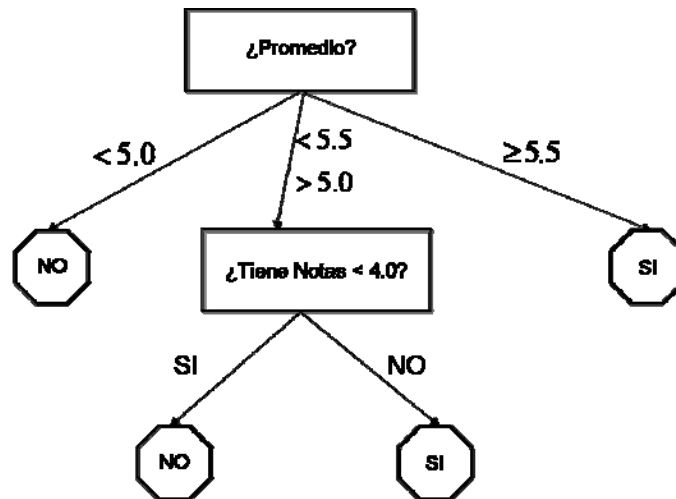 ¿Promedio?
< 5.0
< 5.5
> 5.0
≥5.5
NO
¿Tiene Notas < 4.0?
SI
SI
NO
NO
SI